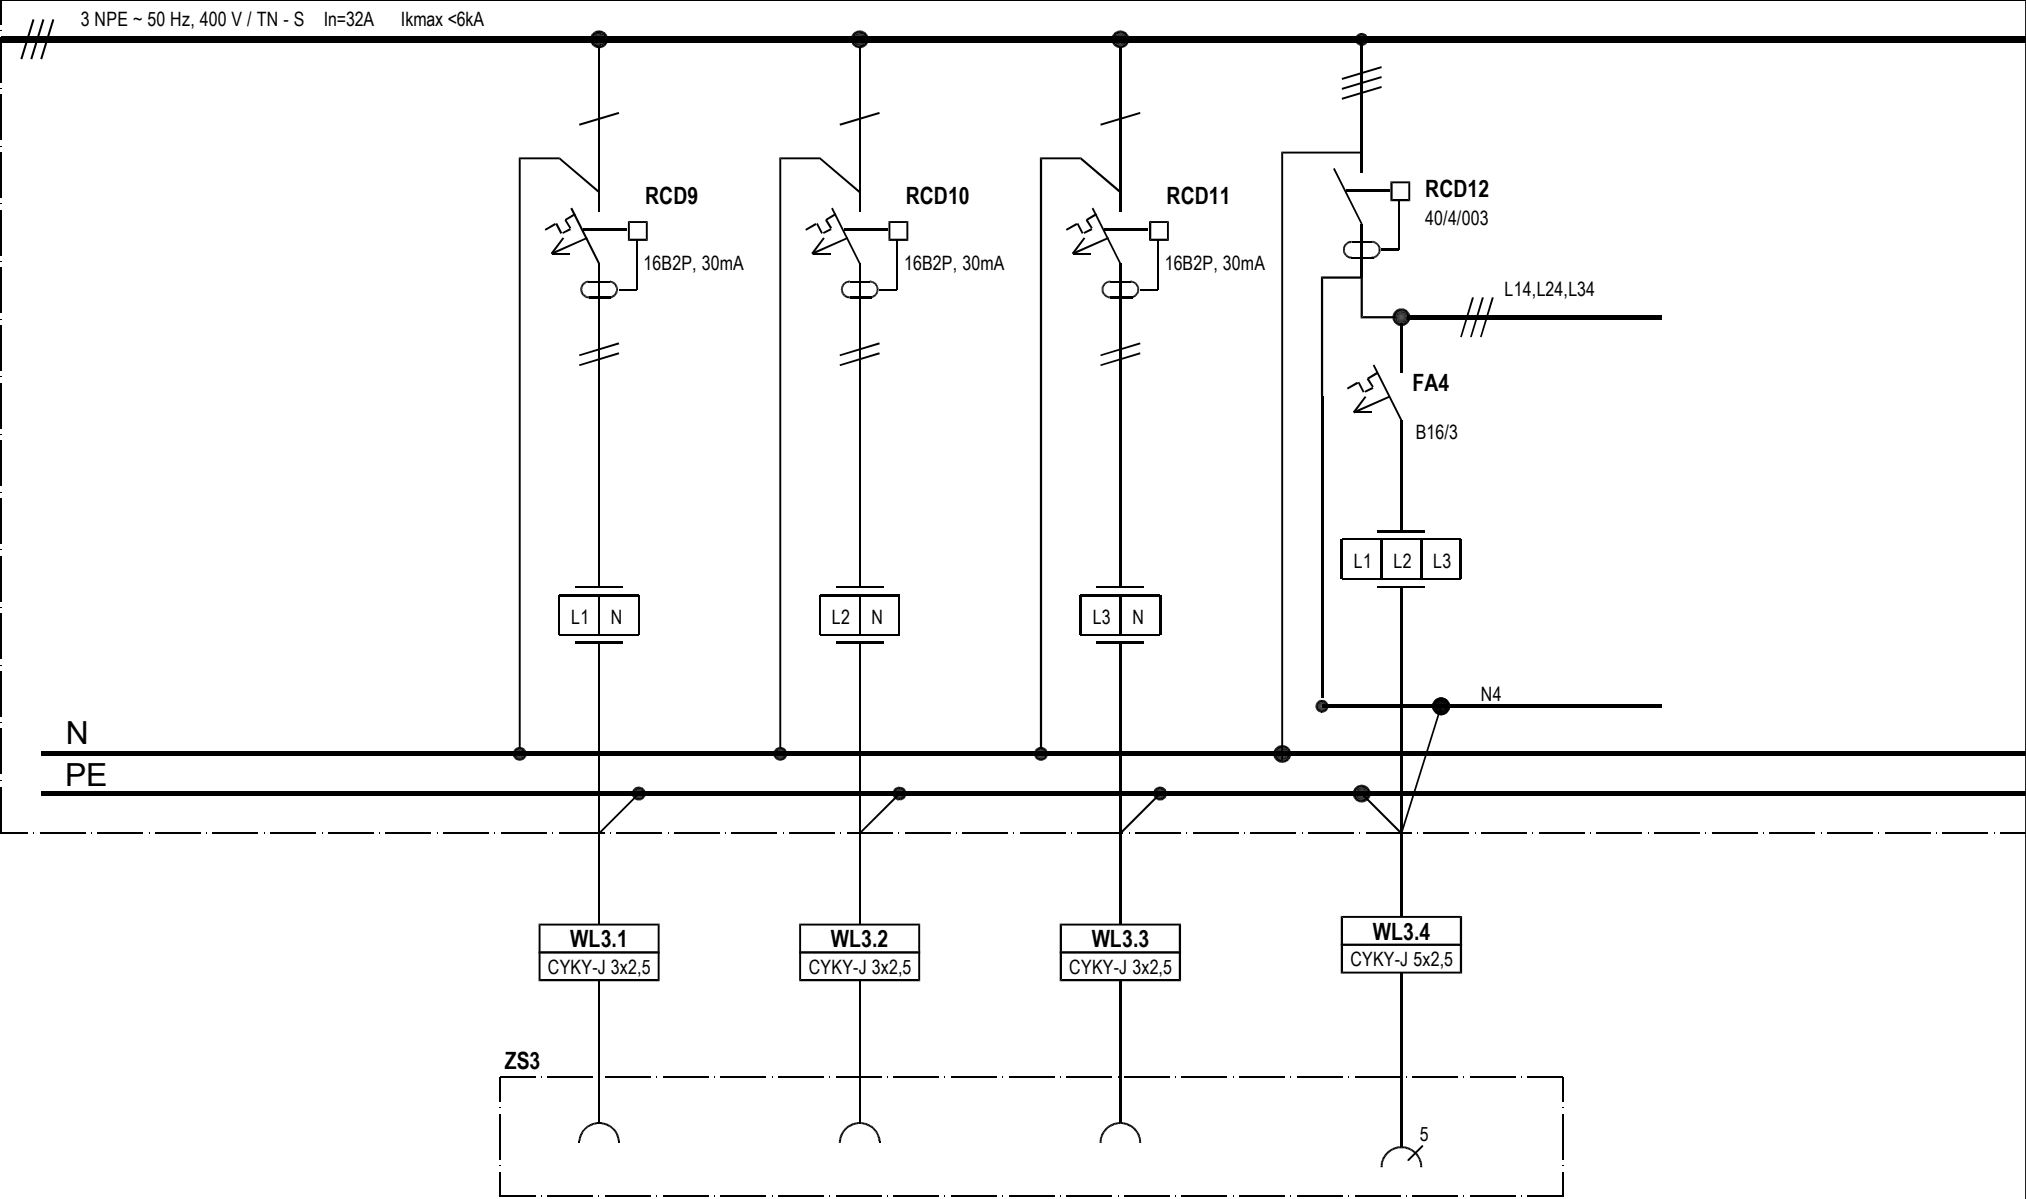 3 NPE ~ 50 Hz, 400 V / TN - S In=32A Ikmax <6kA
RCD9
16B2P, 30mA
RCD10
16B2P, 30mA
RCD11
16B2P, 30mA
RCD12
40/4/003
L14,L24,L34
FA4
B16/3
L1 L2 L3
L1 N
L2 N
L3 N
N4
N
PE
WL3.1
CYKY-J 3x2,5
WL3.2
CYKY-J 3x2,5
WL3.3
CYKY-J 3x2,5
WL3.4
CYKY-J 5x2,5
ZS3
5